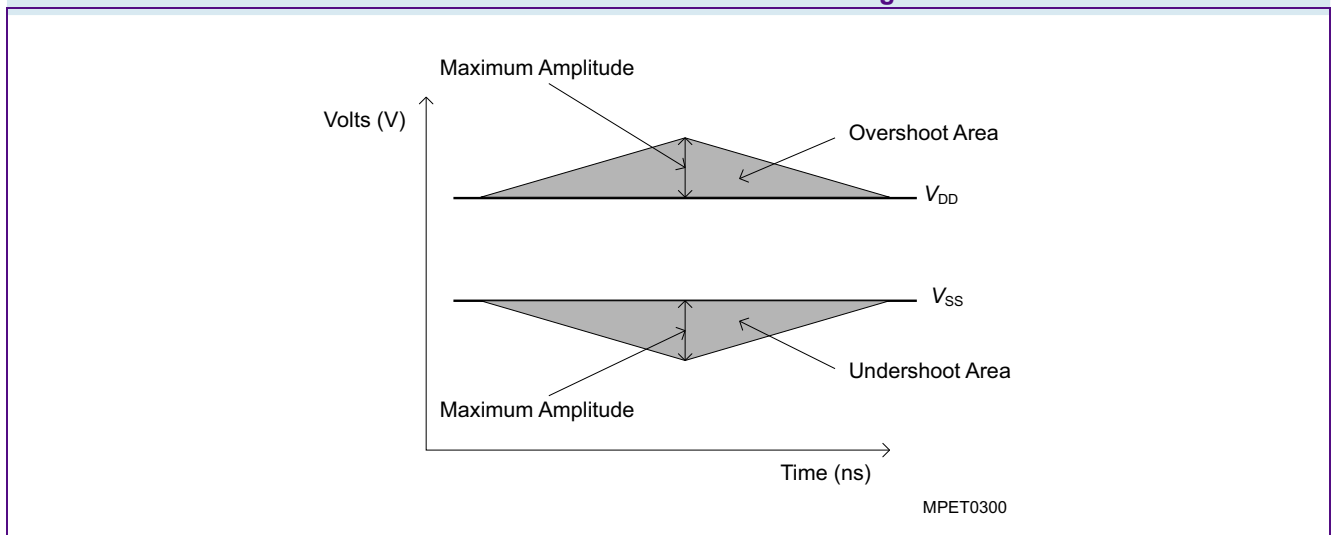 Maximum Amplitude
Volts (V)
Overshoot Area
VDD
VSS
Undershoot Area
Maximum Amplitude
Time (ns)
MPET0300